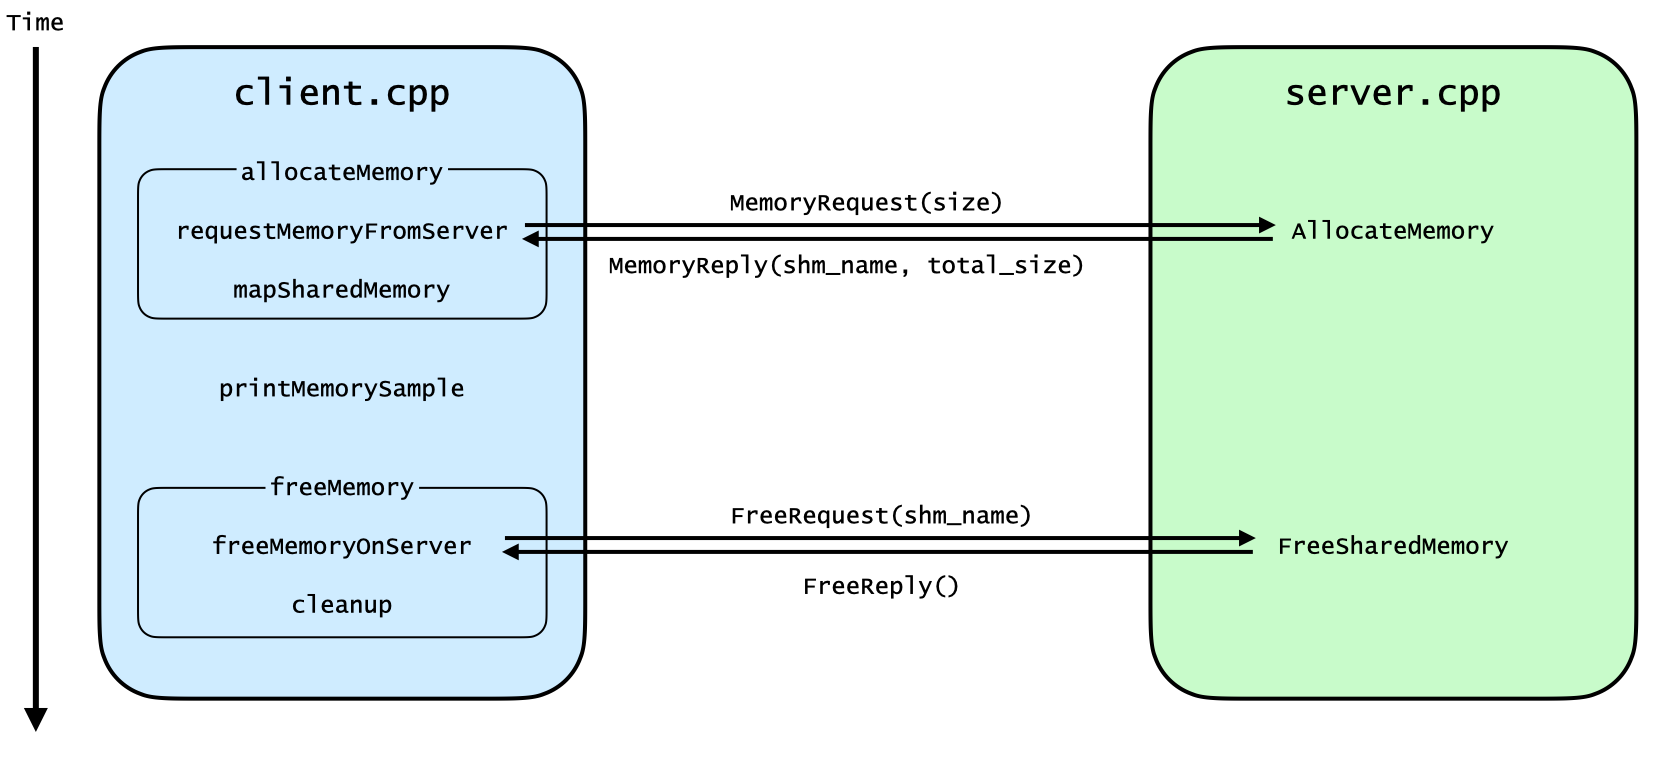 Time
client.cpp
server.cpp
allocateMemory
MemoryRequest(size)
requestMemoryFromServer
AllocateMemory
MemoryReply(shm_name, total_size)
mapSharedMemory
printMemorySample
freeMemory
FreeRequest(shm_name)
freeMemoryOnServer
FreeSharedMemory
FreeReply()
cleanup